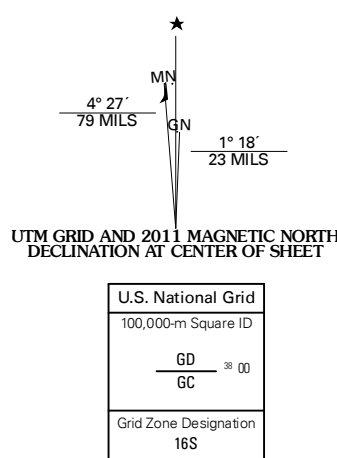 ★
MN
4° 27´
79 MILS
GN
1° 18´
23 MILS
UTM GRID AND 2011 MAGNETIC NORTH
DECLINATION AT CENTER OF SHEET
U.S. National Grid
100,000-m Square ID
GD
GC
38 00
Grid Zone Designation
16S